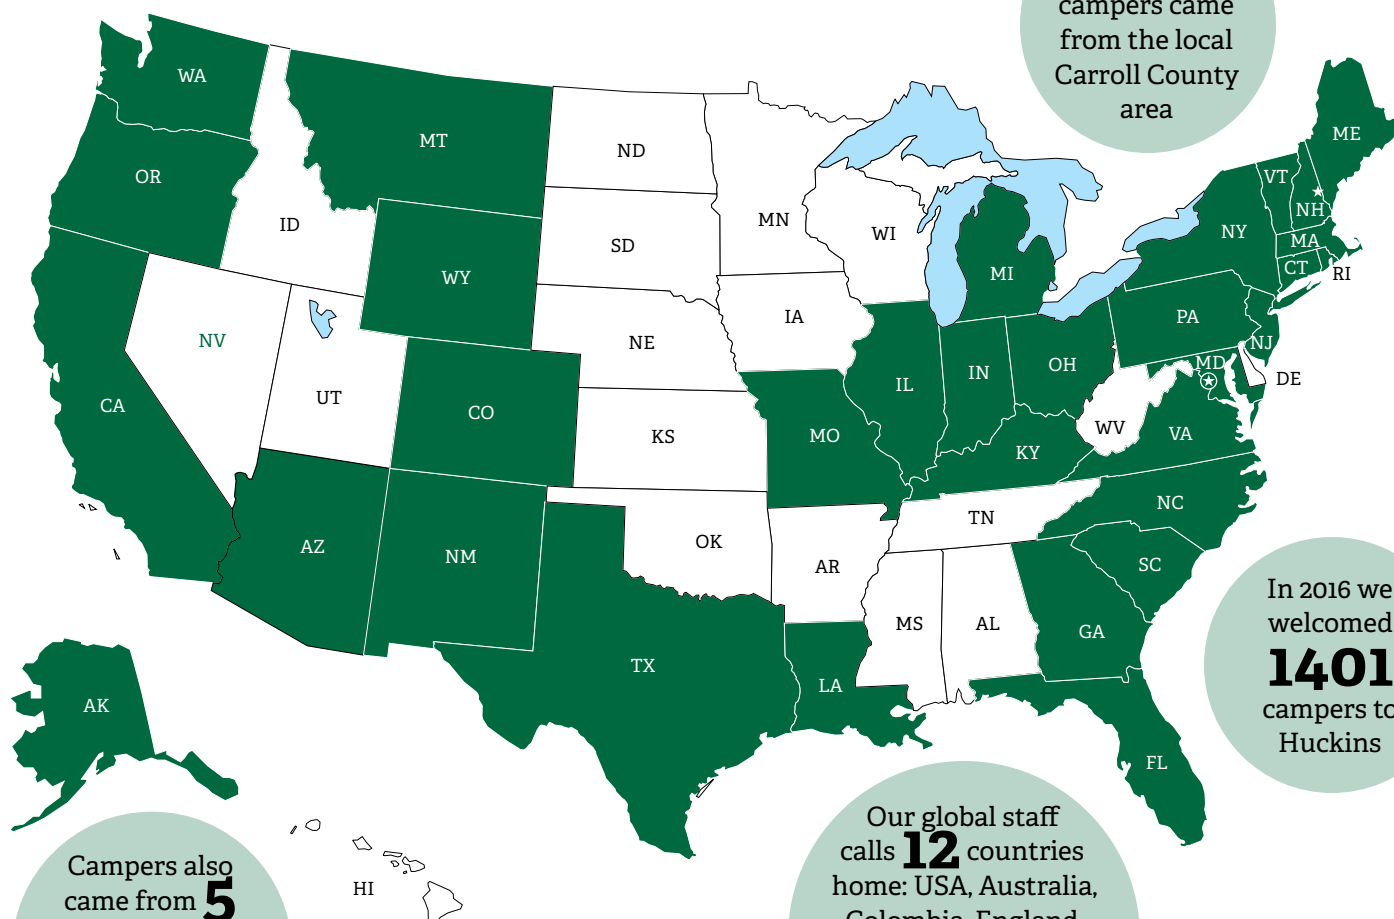 campers came
from the local
Carroll County
area
WA
MT
ND
ME
OR
VT
MN
NH
ID
SD
WI
NY
MA
CT
RI
WY
MI
IA
PA
NV
NE
NJ
OH
MD
IN
DE
IL
UT
CA
CO
KS
MO
WV
VA
KY
NC
TN
OK
AZ
NM
AR
SC
In 2016 we
welcomed
1401
campers to
Huckins
MS
AL
GA
TX
LA
AK
FL
Our global staff
calls 12 countries
home: USA, Australia,
Colombia, England
Campers also
came from 5
HI